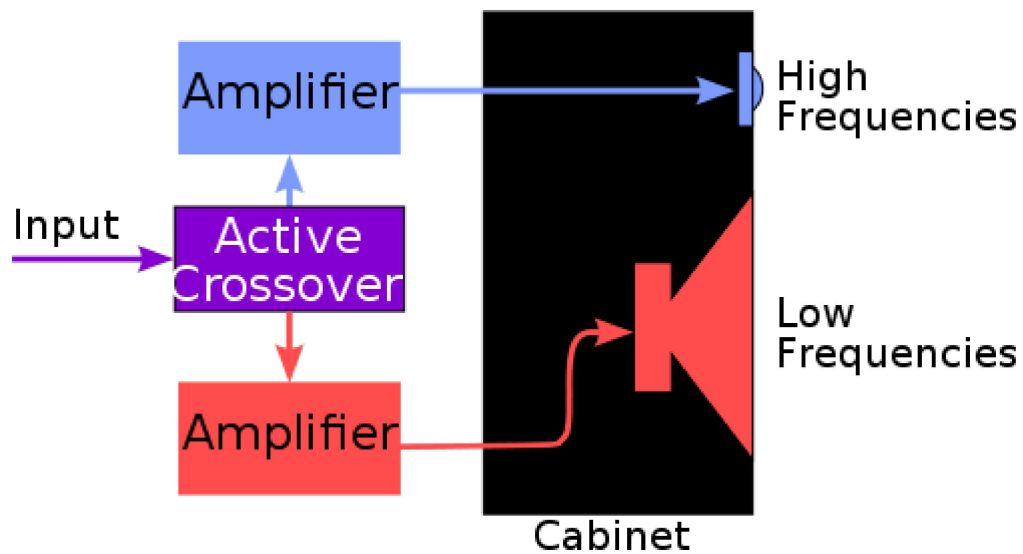 Amplifier
High
Frequencies
Input
Active
Crossover
Low
Frequencies
Amplifier
Cabinet